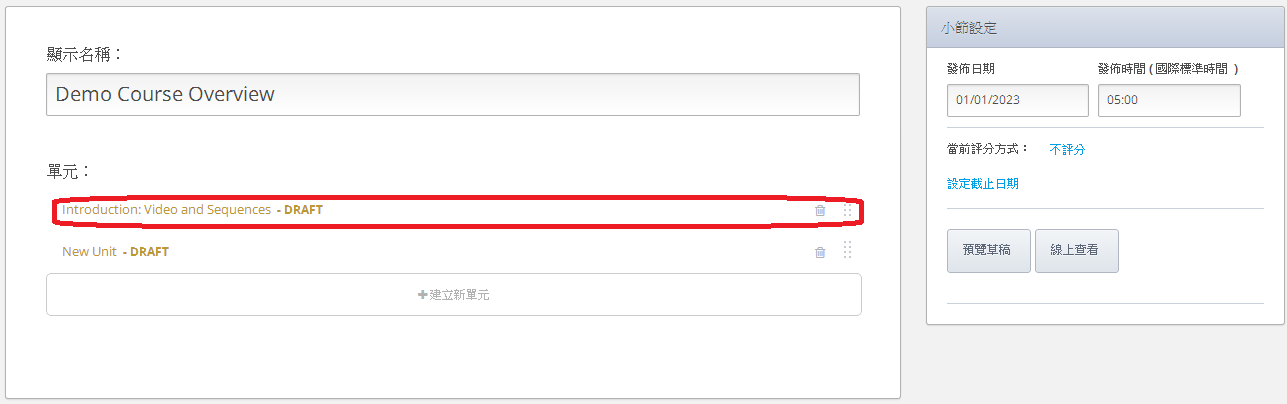 顯示名稱：
Demo Course Overview
單元：
Introduction: Video and Sequences - DRAFT
New Unit - DRAFT
+建立新單元
小節設定
發佈日期
發佈時間 ( 國際標準時間 )
01/01/2023
05:00
當前評分方式： 不評分
設定截止日期
預覽草稿
線上查看